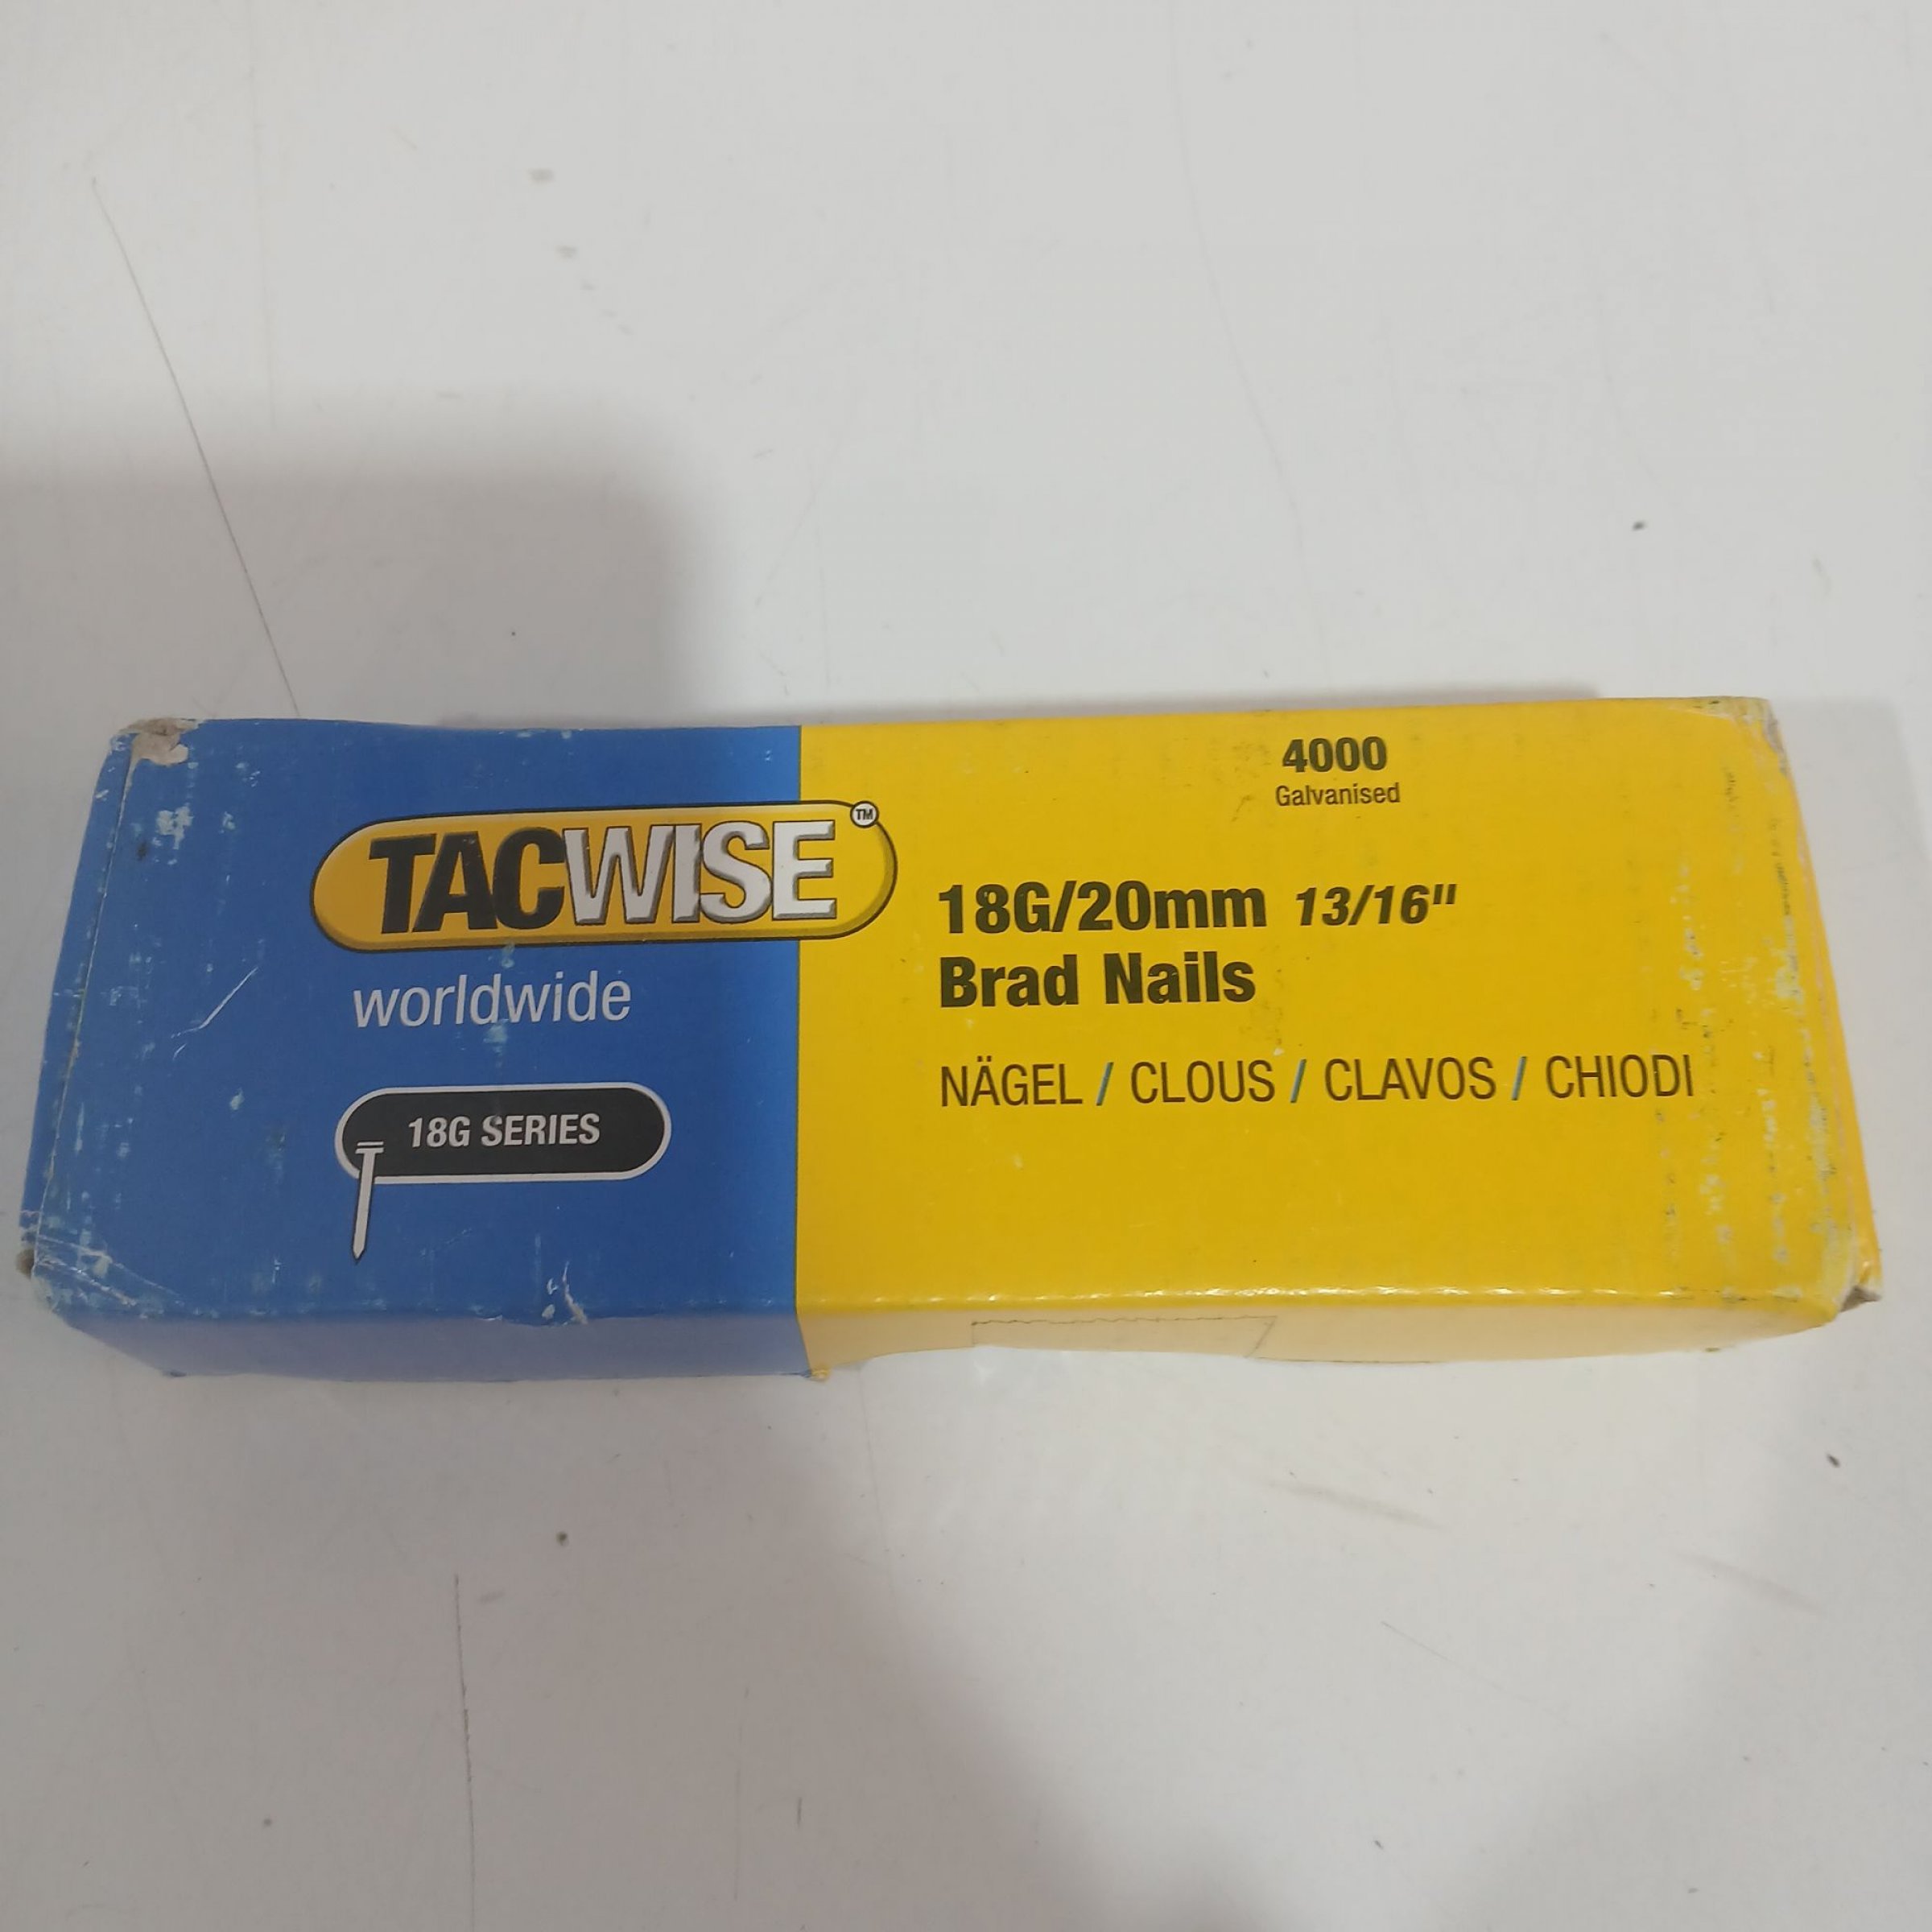 TACWISE™
worldwide
18G SERIES
4000
Galvanised
18G/20mm 13/16"
Brad Nails
NÄGEL / CLOUS / CLAVOS / CHIODI